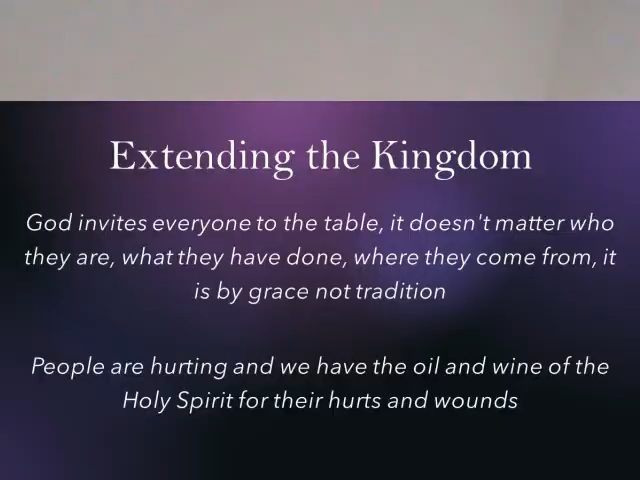 Extending the Kingdom
God invites everyone to the table, it doesn't matter who
they are, what they have done, where they come from, it
is by grace not tradition
People are hurting and we have the oil and wine of the
Holy Spirit for their hurts and wounds